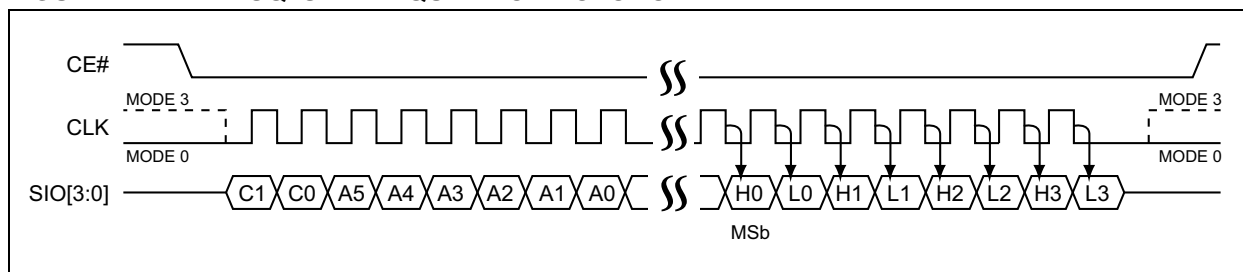 CE#
MODE 3 MODE 3
CLK
MODE 0 MODE 0
SIO[3:0] C1 C0 A5 A4 A3 A2 A1 A0 H0 L0 H1 L1 H2 L2 H3 L3
MSb